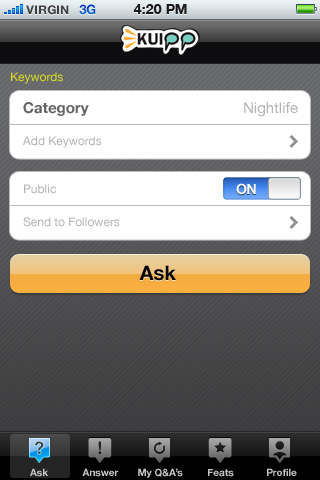 VIRGIN 3G 4:20 PM
KUIPP
Keywords
Category Nightlife
Add Keywords
Public ON
Send to Followers
Ask
? !
Ask Answer My Q&A's Feats Profile